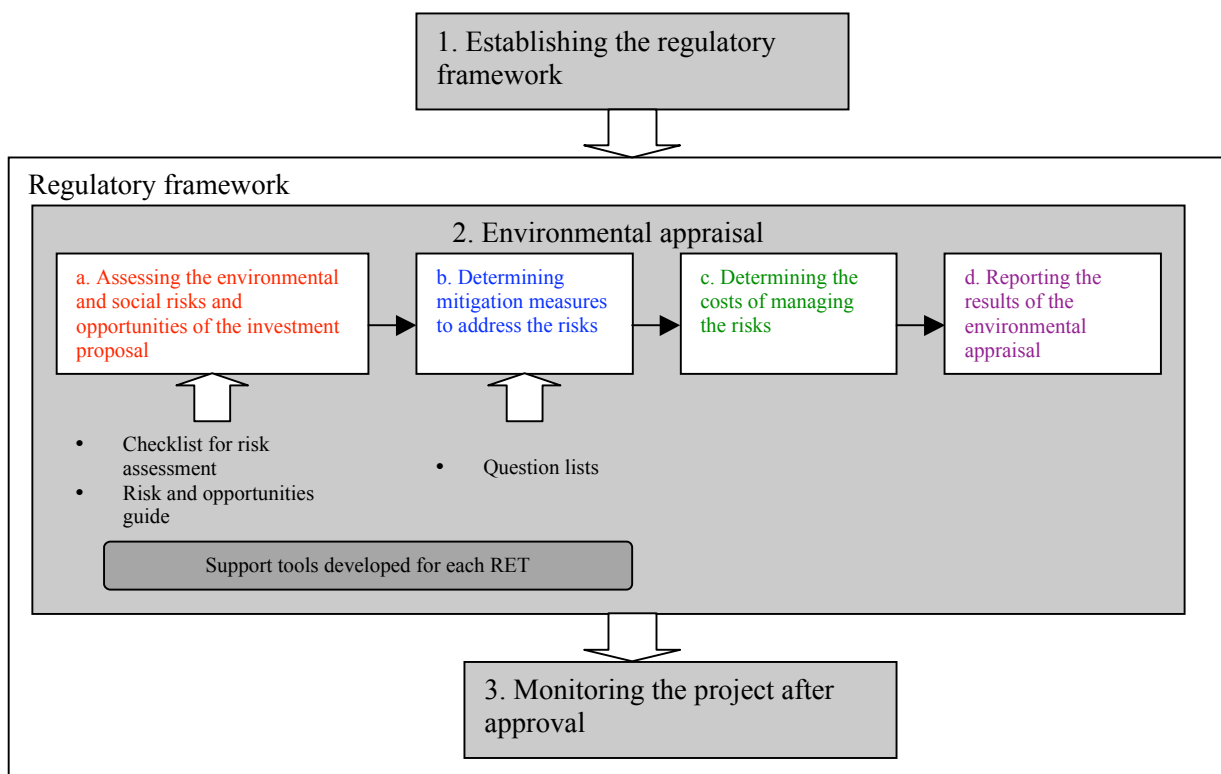 1. Establishing the regulatory
framework
Regulatory framework
2. Environmental appraisal
a. Assessing the environmental
and social risks and
opportunities of the investment
proposal
b. Determining
mitigation measures
to address the risks
c. Determining the
costs of managing
the risks
d. Reporting the
results of the
environmental
appraisal
• Checklist for risk
assessment
• Risk and opportunities
guide
• Question lists
Support tools developed for each RET
3. Monitoring the project after
approval